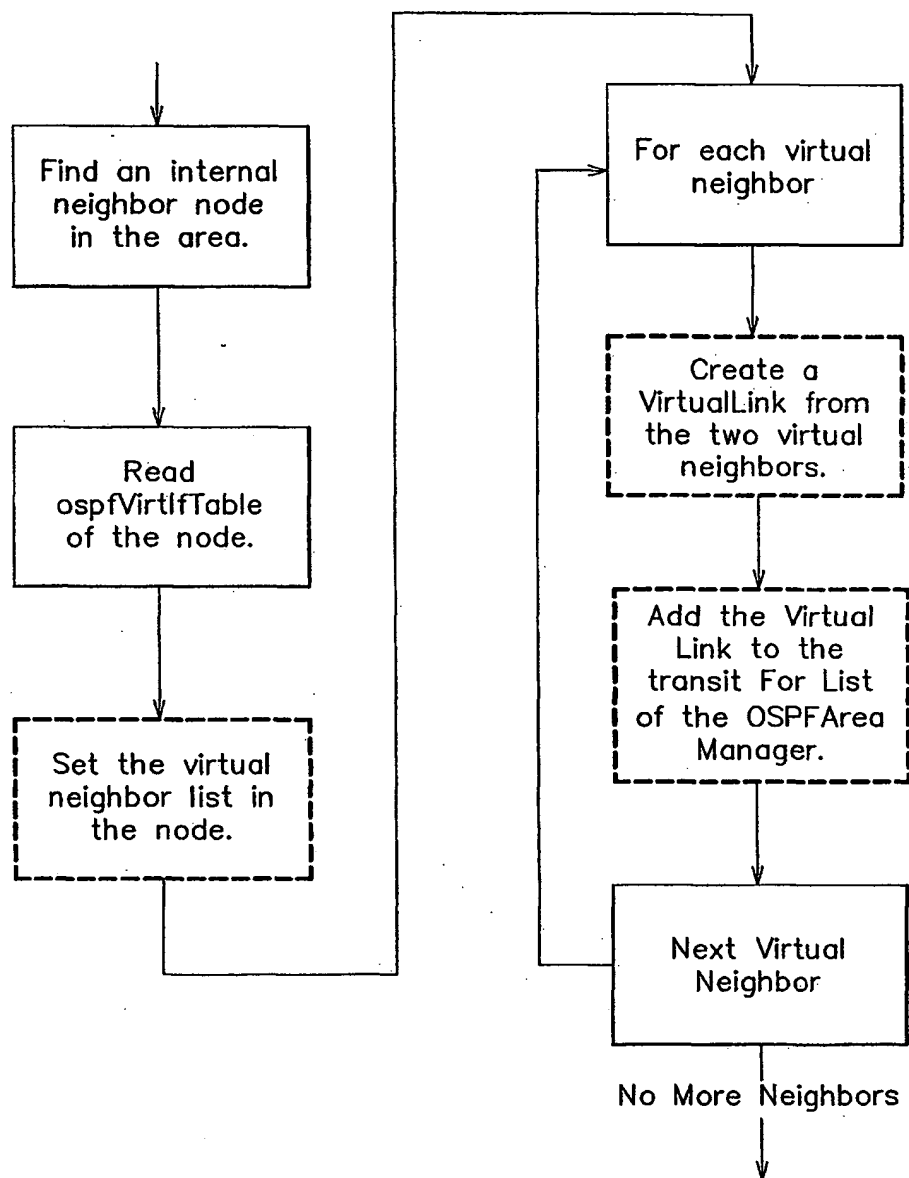 Find an internal
neighbor node
in the area.
Read
ospfVirtIfTable
of the node.
Set the virtual
neighbor list in
the node.
For each virtual
neighbor
Create a
VirtualLink from
the two virtual
neighbors.
Add the Virtual
Link to the
transit For List
of the OSPFArea
Manager.
Next Virtual
Neighbor
No More Neighbors